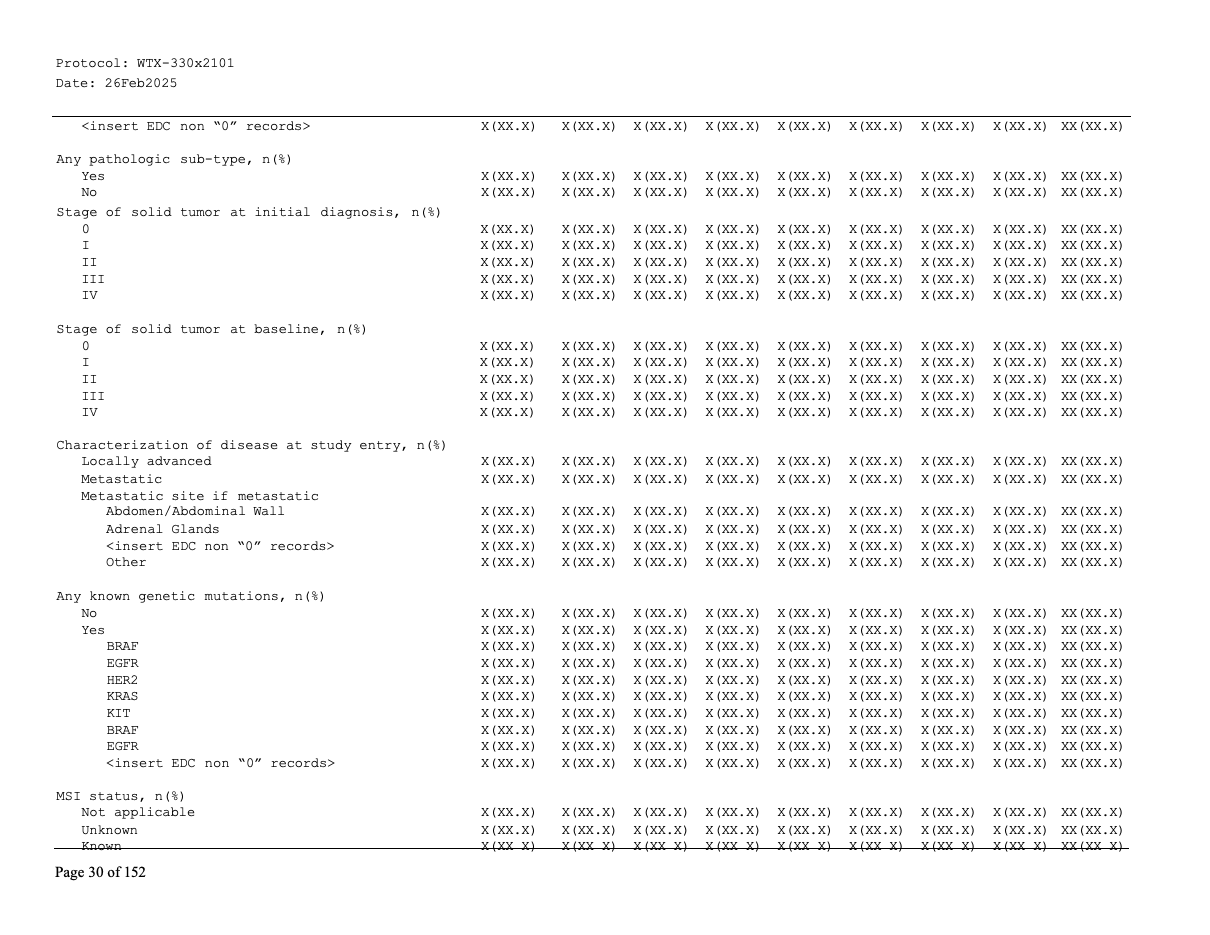 Protocol: WTX-330x2101
Date: 26Feb2025
<insert EDC non “0” records> X(XX.X) X(XX.X) X(XX.X) X(XX.X) X(XX.X) X(XX.X) X(XX.X) X(XX.X) XX(XX.X)
Any pathologic sub-type, n(%)
Yes X(XX.X) X(XX.X) X(XX.X) X(XX.X) X(XX.X) X(XX.X) X(XX.X) X(XX.X) XX(XX.X)
No X(XX.X) X(XX.X) X(XX.X) X(XX.X) X(XX.X) X(XX.X) X(XX.X) X(XX.X) XX(XX.X)
Stage of solid tumor at initial diagnosis, n(%)
0 X(XX.X) X(XX.X) X(XX.X) X(XX.X) X(XX.X) X(XX.X) X(XX.X) X(XX.X) XX(XX.X)
I X(XX.X) X(XX.X) X(XX.X) X(XX.X) X(XX.X) X(XX.X) X(XX.X) X(XX.X) XX(XX.X)
II X(XX.X) X(XX.X) X(XX.X) X(XX.X) X(XX.X) X(XX.X) X(XX.X) X(XX.X) XX(XX.X)
III X(XX.X) X(XX.X) X(XX.X) X(XX.X) X(XX.X) X(XX.X) X(XX.X) X(XX.X) XX(XX.X)
IV X(XX.X) X(XX.X) X(XX.X) X(XX.X) X(XX.X) X(XX.X) X(XX.X) X(XX.X) XX(XX.X)
Stage of solid tumor at baseline, n(%)
0 X(XX.X) X(XX.X) X(XX.X) X(XX.X) X(XX.X) X(XX.X) X(XX.X) X(XX.X) XX(XX.X)
I X(XX.X) X(XX.X) X(XX.X) X(XX.X) X(XX.X) X(XX.X) X(XX.X) X(XX.X) XX(XX.X)
II X(XX.X) X(XX.X) X(XX.X) X(XX.X) X(XX.X) X(XX.X) X(XX.X) X(XX.X) XX(XX.X)
III X(XX.X) X(XX.X) X(XX.X) X(XX.X) X(XX.X) X(XX.X) X(XX.X) X(XX.X) XX(XX.X)
IV X(XX.X) X(XX.X) X(XX.X) X(XX.X) X(XX.X) X(XX.X) X(XX.X) X(XX.X) XX(XX.X)
Characterization of disease at study entry, n(%)
Locally advanced X(XX.X) X(XX.X) X(XX.X) X(XX.X) X(XX.X) X(XX.X) X(XX.X) X(XX.X) XX(XX.X)
Metastatic X(XX.X) X(XX.X) X(XX.X) X(XX.X) X(XX.X) X(XX.X) X(XX.X) X(XX.X) XX(XX.X)
Metastatic site if metastatic
Abdomen/Abdominal Wall X(XX.X) X(XX.X) X(XX.X) X(XX.X) X(XX.X) X(XX.X) X(XX.X) X(XX.X) XX(XX.X)
Adrenal Glands X(XX.X) X(XX.X) X(XX.X) X(XX.X) X(XX.X) X(XX.X) X(XX.X) X(XX.X) XX(XX.X)
<insert EDC non “0” records> X(XX.X) X(XX.X) X(XX.X) X(XX.X) X(XX.X) X(XX.X) X(XX.X) X(XX.X) XX(XX.X)
Other X(XX.X) X(XX.X) X(XX.X) X(XX.X) X(XX.X) X(XX.X) X(XX.X) X(XX.X) XX(XX.X)
Any known genetic mutations, n(%)
No X(XX.X) X(XX.X) X(XX.X) X(XX.X) X(XX.X) X(XX.X) X(XX.X) X(XX.X) XX(XX.X)
Yes X(XX.X) X(XX.X) X(XX.X) X(XX.X) X(XX.X) X(XX.X) X(XX.X) X(XX.X) XX(XX.X)
BRAF X(XX.X) X(XX.X) X(XX.X) X(XX.X) X(XX.X) X(XX.X) X(XX.X) X(XX.X) XX(XX.X)
EGFR X(XX.X) X(XX.X) X(XX.X) X(XX.X) X(XX.X) X(XX.X) X(XX.X) X(XX.X) XX(XX.X)
HER2 X(XX.X) X(XX.X) X(XX.X) X(XX.X) X(XX.X) X(XX.X) X(XX.X) X(XX.X) XX(XX.X)
KRAS X(XX.X) X(XX.X) X(XX.X) X(XX.X) X(XX.X) X(XX.X) X(XX.X) X(XX.X) XX(XX.X)
KIT X(XX.X) X(XX.X) X(XX.X) X(XX.X) X(XX.X) X(XX.X) X(XX.X) X(XX.X) XX(XX.X)
BRAF X(XX.X) X(XX.X) X(XX.X) X(XX.X) X(XX.X) X(XX.X) X(XX.X) X(XX.X) XX(XX.X)
EGFR X(XX.X) X(XX.X) X(XX.X) X(XX.X) X(XX.X) X(XX.X) X(XX.X) X(XX.X) XX(XX.X)
<insert EDC non “0” records> X(XX.X) X(XX.X) X(XX.X) X(XX.X) X(XX.X) X(XX.X) X(XX.X) X(XX.X) XX(XX.X)
MSI status, n(%)
Not applicable X(XX.X) X(XX.X) X(XX.X) X(XX.X) X(XX.X) X(XX.X) X(XX.X) X(XX.X) XX(XX.X)
Unknown X(XX.X) X(XX.X) X(XX.X) X(XX.X) X(XX.X) X(XX.X) X(XX.X) X(XX.X) XX(XX.X)
Known X(XX.X) X(XX.X) X(XX.X) X(XX.X) X(XX.X) X(XX.X) X(XX.X) X(XX.X) XX(XX.X)
Page 30 of 152